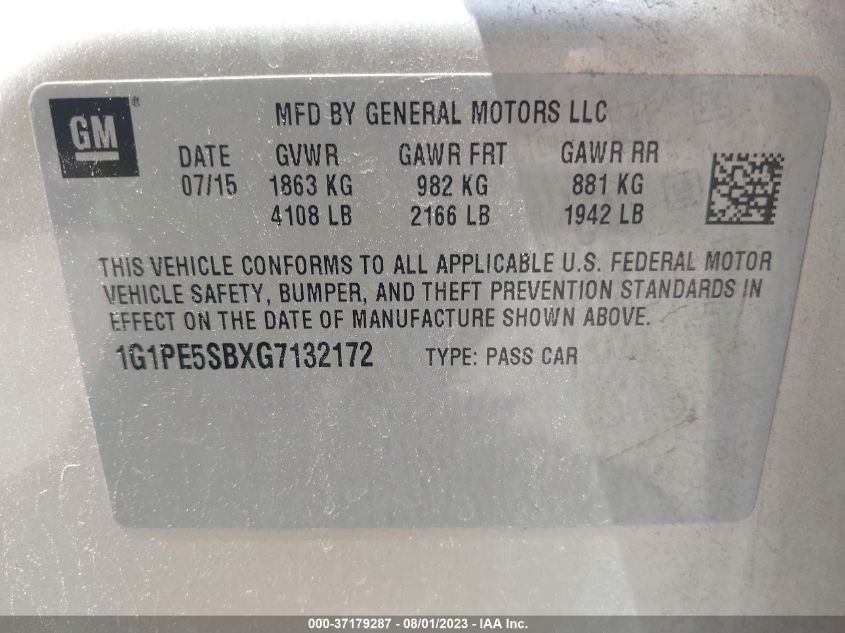 GM®
MFD BY GENERAL MOTORS LLC
DATE GVWR GAWR FRT GAWR RR
07/15 1863 KG 982 KG 881 KG
4108 LB 2166 LB 1942 LB
THIS VEHICLE CONFORMS TO ALL APPLICABLE U.S. FEDERAL MOTOR
VEHICLE SAFETY, BUMPER, AND THEFT PREVENTION STANDARDS IN
EFFECT ON THE DATE OF MANUFACTURE SHOWN ABOVE.
1G1PE5SBXG7132172 TYPE: PASS CAR
000-37179287 - 08/01/2023 - IAA Inc.